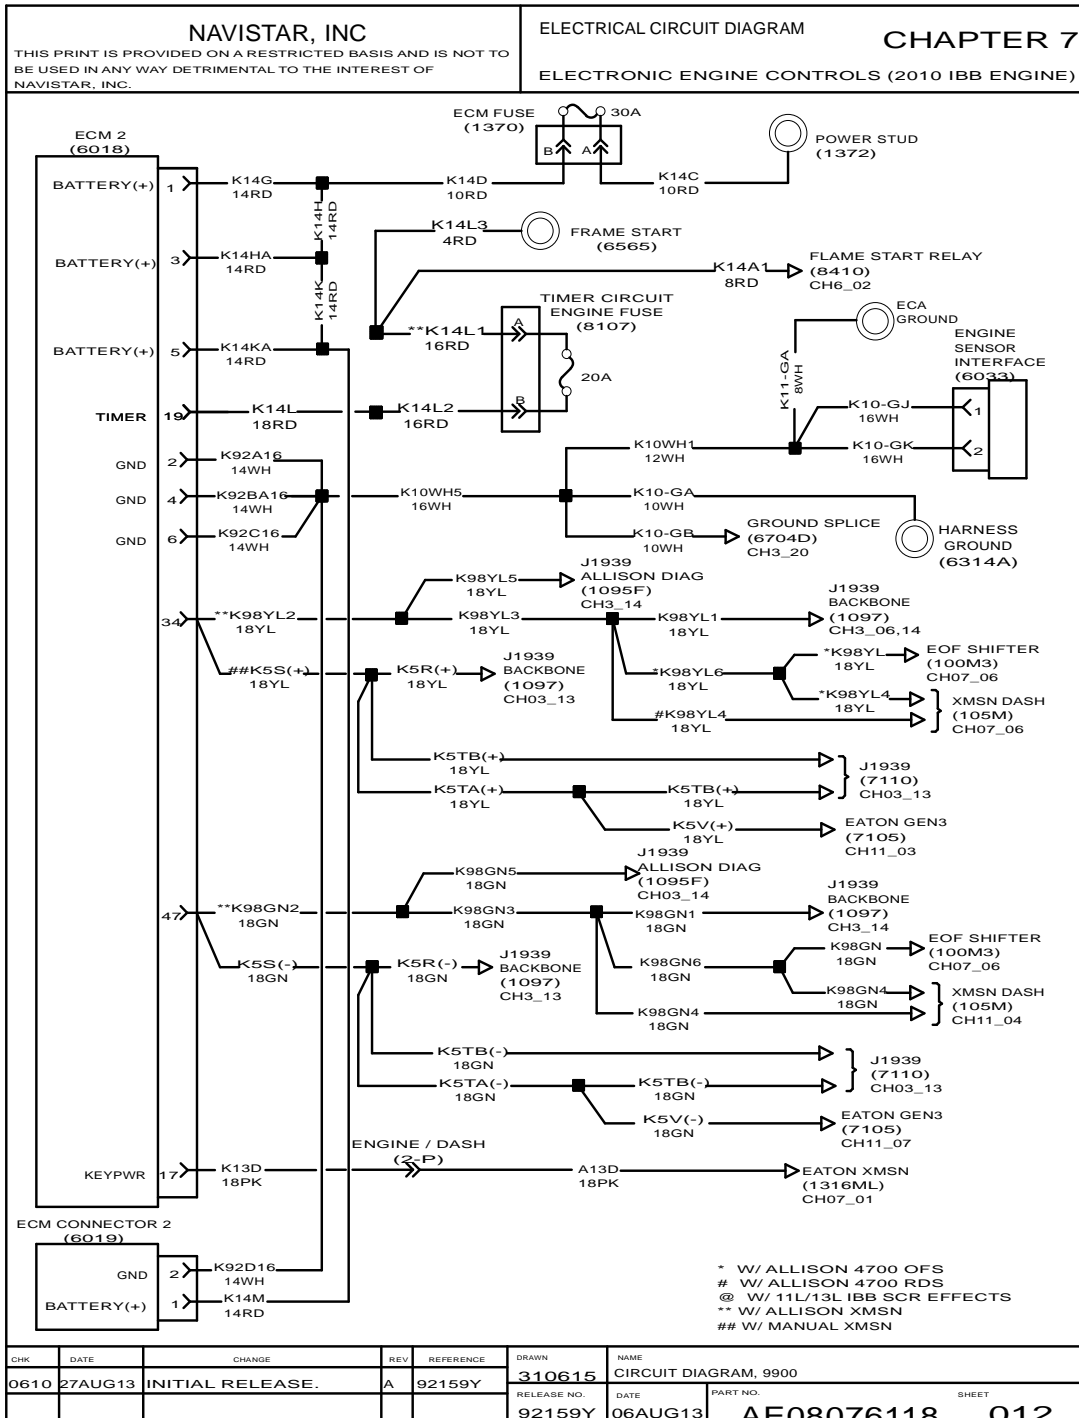 NAVISTAR, INC
THIS PRINT IS PROVIDED ON A RESTRICTED BASIS AND IS NOT TO
BE USED IN ANY WAY DETRIMENTAL TO THE INTEREST OF
NAVISTAR, INC.
ELECTRICAL CIRCUIT DIAGRAM
CHAPTER 7
ELECTRONIC ENGINE CONTROLS (2010 IBB ENGINE)
ECM 2
(6018)
ECM FUSE
(1370)
30A
B
A
POWER STUD
(1372)
BATTERY(+)
1
K14G
14RD
K14D
10RD
K14C
10RD
K14H
14RD
K14L3
4RD
FRAME START
(6565)
BATTERY(+)
3
K14HA
14RD
K14K
14RD
K14A1
8RD
FLAME START RELAY
(8410)
CH6_02
TIMER CIRCUIT
ENGINE FUSE
(8107)
A
B
20A
**K14L1
16RD
ECA
GROUND
K11-GA
8WH
ENGINE
SENSOR
INTERFACE
(6033)
BATTERY(+)
5
K14KA
14RD
TIMER
19
K14L
18RD
K14L2
16RD
K10-GJ
16WH
1
K10-GK
16WH
2
GND
2
K92A16
14WH
K10WH1
12WH
GND
4
K92BA16
14WH
K10WH5
16WH
K10-GA
10WH
GND
6
K92C16
14WH
K10-GB
10WH
GROUND SPLICE
(6704D)
CH3_20
HARNESS
GROUND
(6314A)
34
**K98YL2
18YL
K98YL5
18YL
J1939
ALLISON DIAG
(1095F)
CH3_14
K98YL3
18YL
K98YL1
18YL
J1939
BACKBONE
(1097)
CH3_06,14
##K5S(+)
18YL
K5R(+)
18YL
J1939
BACKBONE
(1097)
CH03_13
*K98YL6
18YL
*K98YL
18YL
EOF SHIFTER
(100M3)
CH07_06
*K98YL4
18YL
#K98YL4
18YL
XMSN DASH
(105M)
CH07_06
K5TB(+)
18YL
K5TA(+)
18YL
K5TB(+)
18YL
J1939
(7110)
CH03_13
K5V(+)
18YL
EATON GEN3
(7105)
CH11_03
47
**K98GN2
18GN
K98GN5
18GN
J1939
ALLISON DIAG
(1095F)
CH03_14
K98GN3
18GN
K98GN1
18GN
J1939
BACKBONE
(1097)
CH3_14
K5S(-)
18GN
K5R(-)
18GN
J1939
BACKBONE
(1097)
CH3_13
K98GN6
18GN
K98GN
18GN
EOF SHIFTER
(100M3)
CH07_06
K98GN4
18GN
K98GN4
18GN
XMSN DASH
(105M)
CH11_04
K5TB(-)
18GN
K5TA(-)
18GN
K5TB(-)
18GN
J1939
(7110)
CH03_13
K5V(-)
18GN
EATON GEN3
(7105)
CH11_07
ENGINE / DASH
(2-P)
KEYPWR
17
K13D
18PK
A13D
18PK
EATON XMSN
(1316ML)
CH07_01
ECM CONNECTOR 2
(6019)
GND
2
K92D16
14WH
BATTERY(+)
1
K14M
14RD
* W/ ALLISON 4700 OFS
# W/ ALLISON 4700 RDS
@ W/ 11L/13L IBB SCR EFFECTS
** W/ ALLISON XMSN
## W/ MANUAL XMSN
CHK DATE CHANGE REV REFERENCE
0610 27AUG13 INITIAL RELEASE. A 92159Y
DRAWN
310615
NAME
CIRCUIT DIAGRAM, 9900
RELEASE NO.
92159Y
DATE
06AUG13
PART NO.
AF08076118
SHEET
012